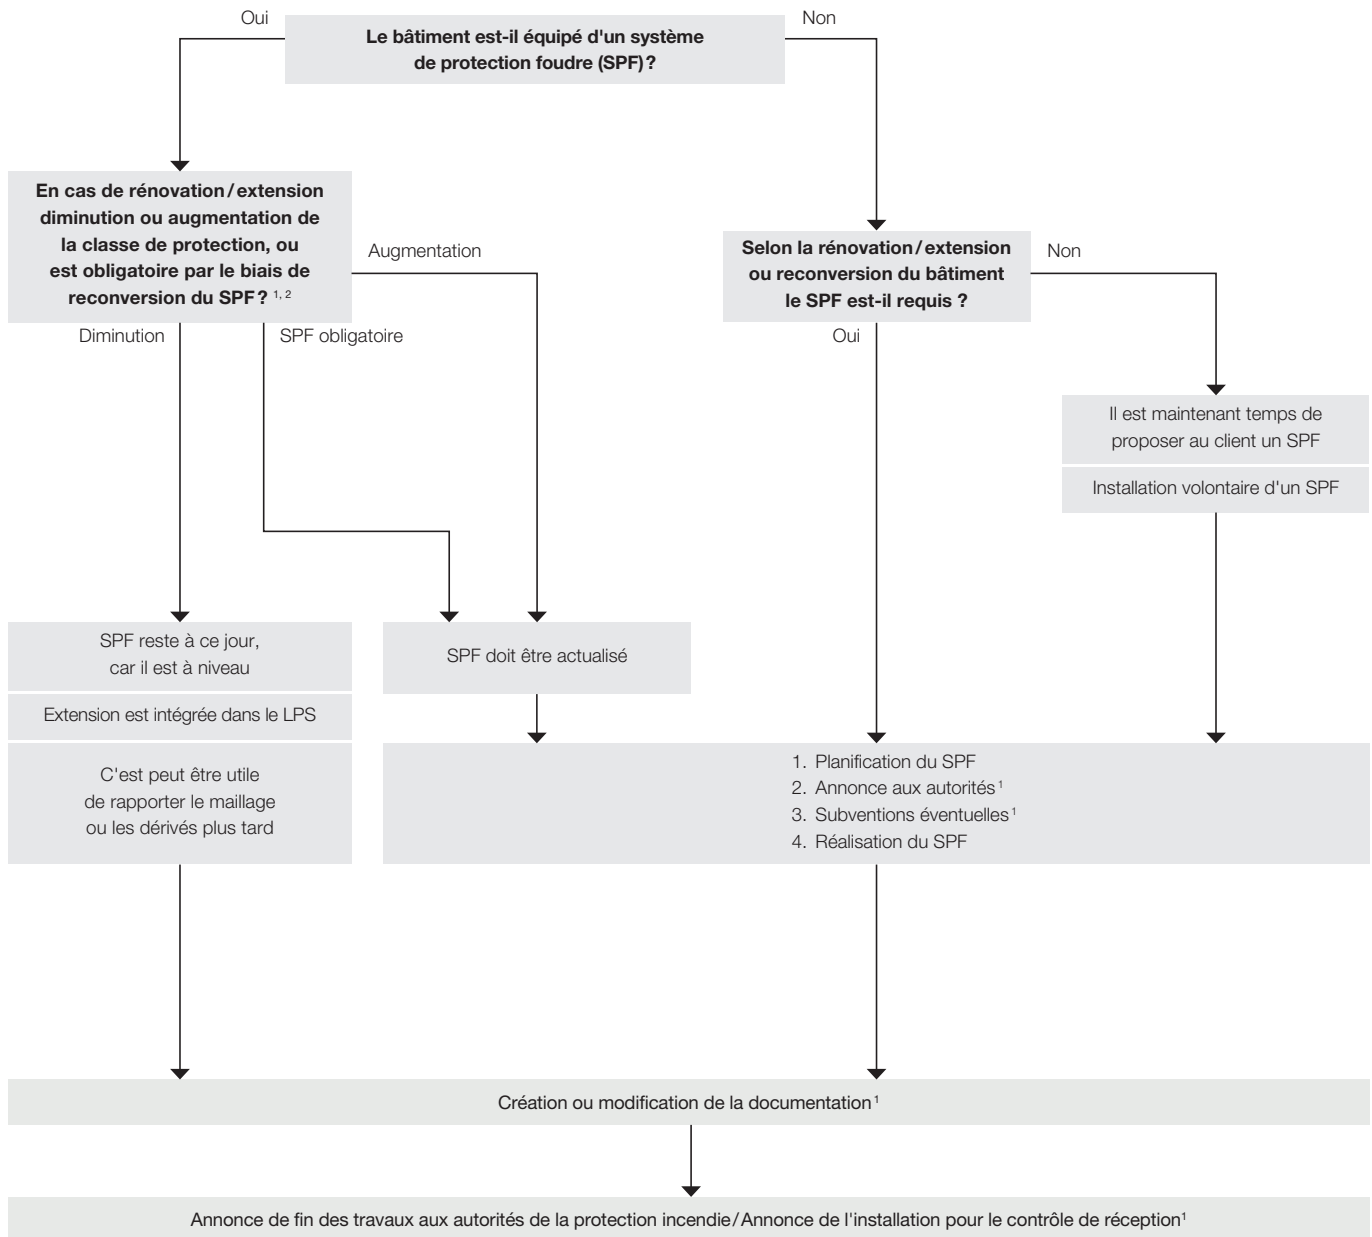 Oui
Non
Le bâtiment est-il équipé d'un système
de protection foudre (SPF) ?
En cas de rénovation / extension
diminution ou augmentation de
la classe de protection, ou
est obligatoire par le biais de
reconversion du SPF ? 1, 2
Augmentation
Diminution
SPF obligatoire
Selon la rénovation / extension
ou reconversion du bâtiment
le SPF est-il requis ?
Non
Oui
Il est maintenant temps de
proposer au client un SPF
Installation volontaire d'un SPF
SPF reste à ce jour,
car il est à niveau
Extension est intégrée dans le LPS
C'est peut être utile
de rapporter le maillage
ou les dérivés plus tard
SPF doit être actualisé
1. Planification du SPF
2. Annonce aux autorités 1
3. Subventions éventuelles 1
4. Réalisation du SPF
Création ou modification de la documentation 1
Annonce de fin des travaux aux autorités de la protection incendie / Annonce de l'installation pour le contrôle de réception 1